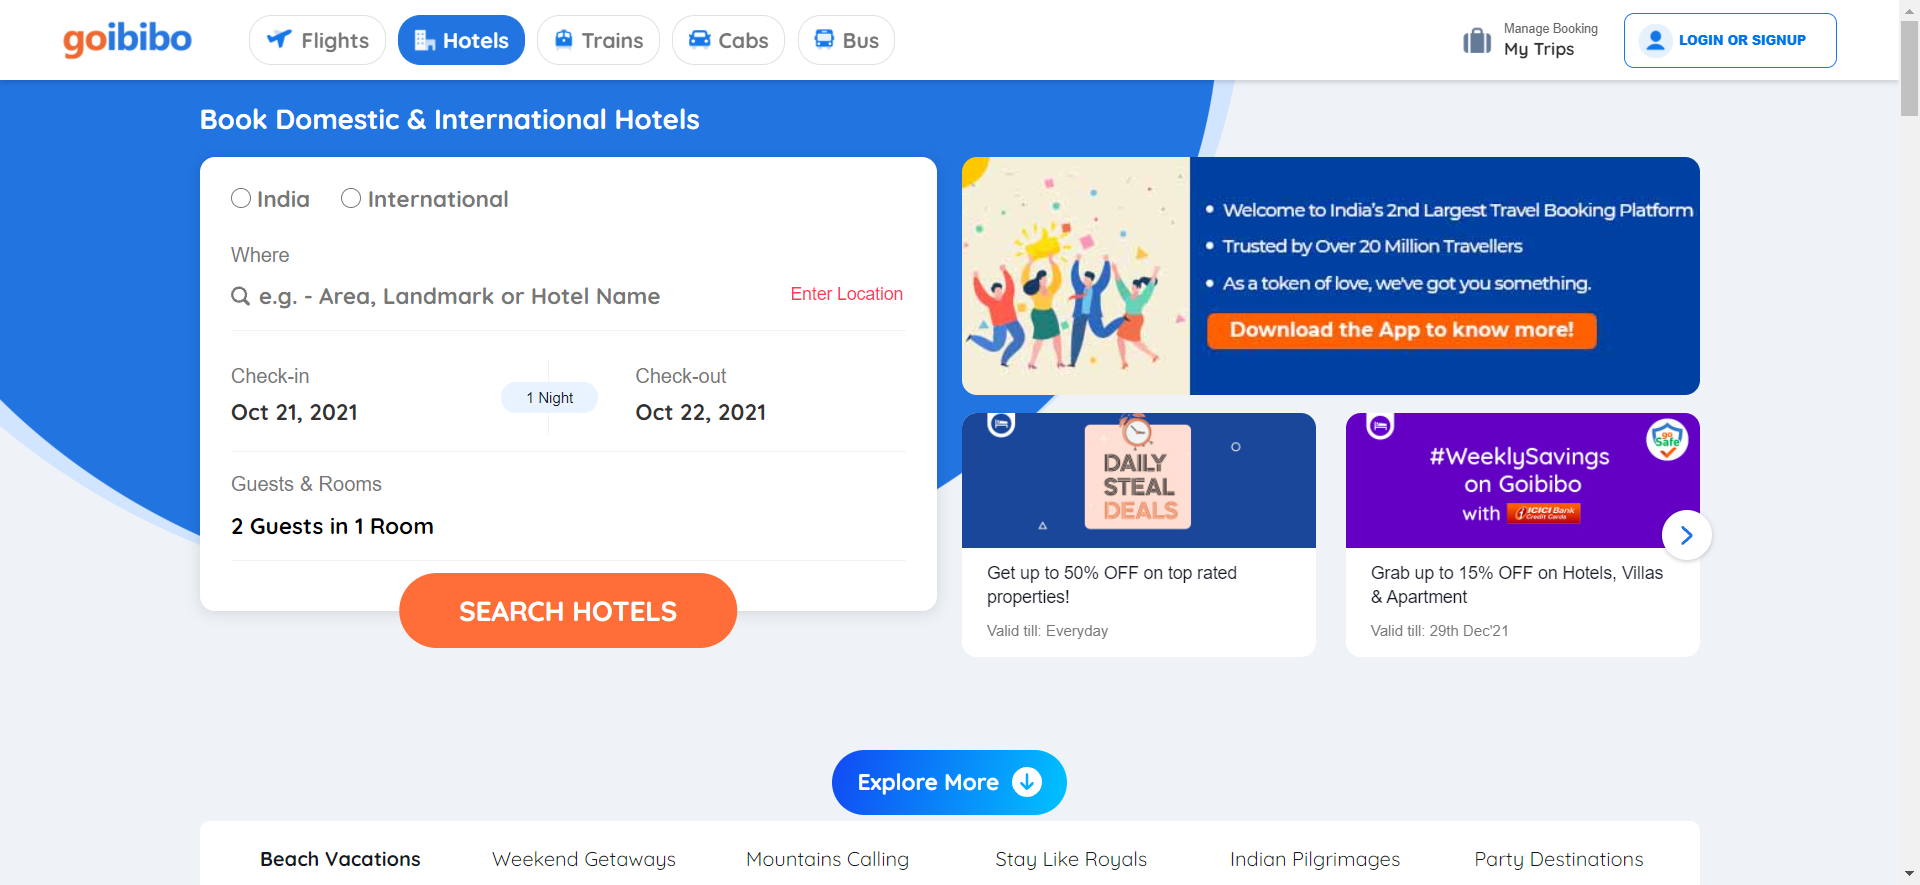 goibibo
Flights
Hotels
Trains
Cabs
Bus
Manage Booking
My Trips
LOGIN OR SIGNUP
Book Domestic & International Hotels
India
International
Where
e.g. - Area, Landmark or Hotel Name
Enter Location
Check-in
Oct 21, 2021
1 Night
Check-out
Oct 22, 2021
Guests & Rooms
2 Guests in 1 Room
SEARCH HOTELS
• Welcome to India's 2nd Largest Travel Booking Platform
• Trusted by Over 20 Million Travellers
• As a token of love, we've got you something.
Download the App to know more!
DAILY
STEAL
DEALS
Get up to 50% OFF on top rated
properties!
Valid till: Everyday
go
Safe
#WeeklySavings
on Goibibo
with ICICI Bank
Credit Cards
Grab up to 15% OFF on Hotels, Villas
& Apartment
Valid till: 29th Dec'21
Explore More
Beach Vacations
Weekend Getaways
Mountains Calling
Stay Like Royals
Indian Pilgrimages
Party Destinations